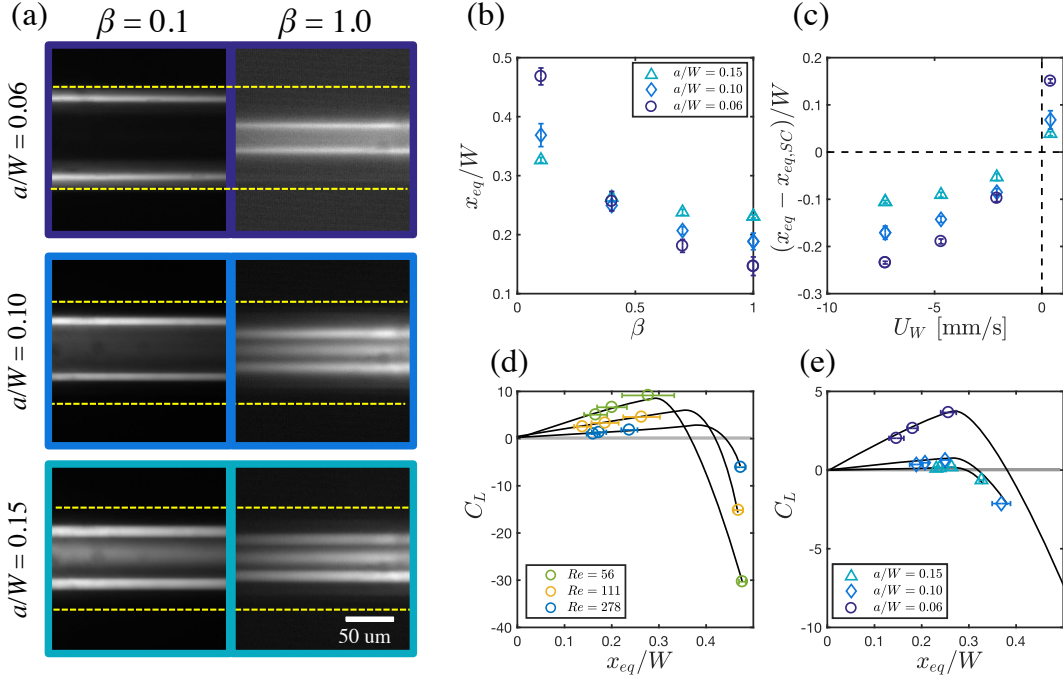 (a)
β = 0.1
β = 1.0
a/W = 0.06
a/W = 0.10
a/W = 0.15
50 um
(b)
0.5
0.4
0.3
0.2
0.1
0
0.5
1
x_eq/W
β
a/W = 0.15
a/W = 0.10
a/W = 0.06
(c)
0.2
0.1
0
-0.1
-0.2
-0.3
-10
-5
0
(x_eq − x_eq,SC)/W
U_W [mm/s]
(d)
10
0
-10
-20
-30
-40
0
0.1
0.2
0.3
0.4
C_L
x_eq/W
Re = 56
Re = 111
Re = 278
(e)
5
0
-5
-10
0
0.1
0.2
0.3
0.4
C_L
x_eq/W
a/W = 0.15
a/W = 0.10
a/W = 0.06